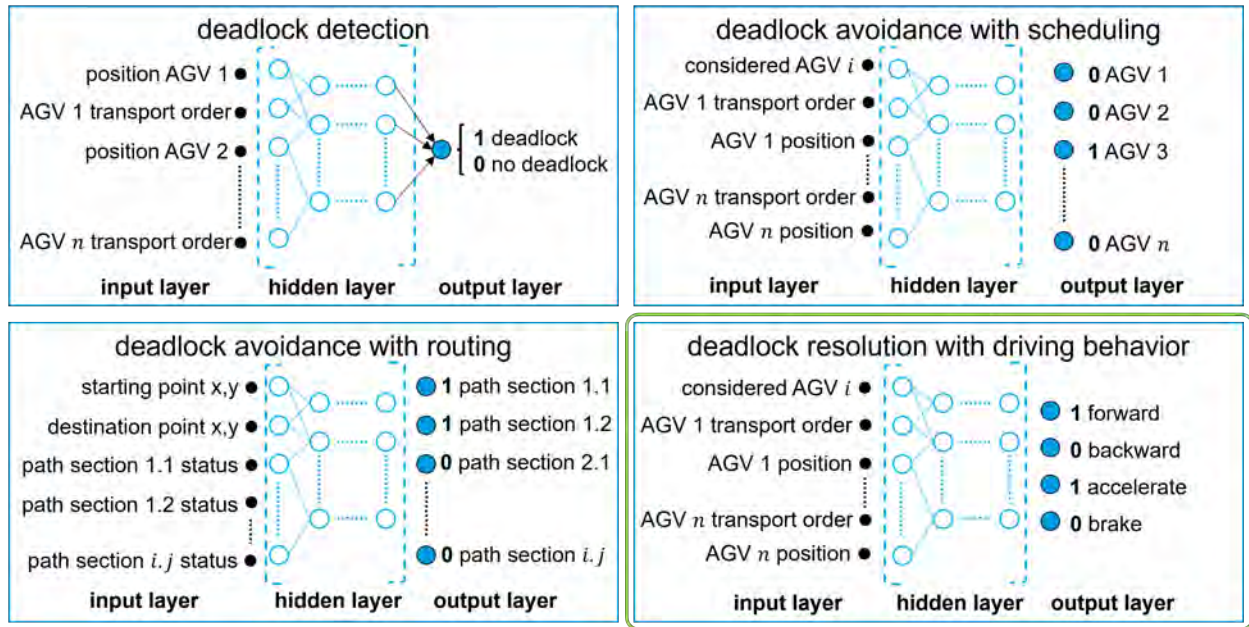 deadlock detection
position AGV 1
AGV 1 transport order
position AGV 2
AGV n transport order
1 deadlock
0 no deadlock
input layer hidden layer output layer
deadlock avoidance with scheduling
considered AGV i
AGV 1 transport order
AGV 1 position
AGV n transport order
AGV n position
0 AGV 1
0 AGV 2
1 AGV 3
0 AGV n
input layer hidden layer output layer
deadlock avoidance with routing
starting point x,y
destination point x,y
path section 1.1 status
path section 1.2 status
path section i.j status
1 path section 1.1
1 path section 1.2
0 path section 2.1
0 path section i.j
input layer hidden layer output layer
deadlock resolution with driving behavior
considered AGV i
AGV 1 transport order
AGV 1 position
AGV n transport order
AGV n position
1 forward
0 backward
1 accelerate
0 brake
input layer hidden layer output layer